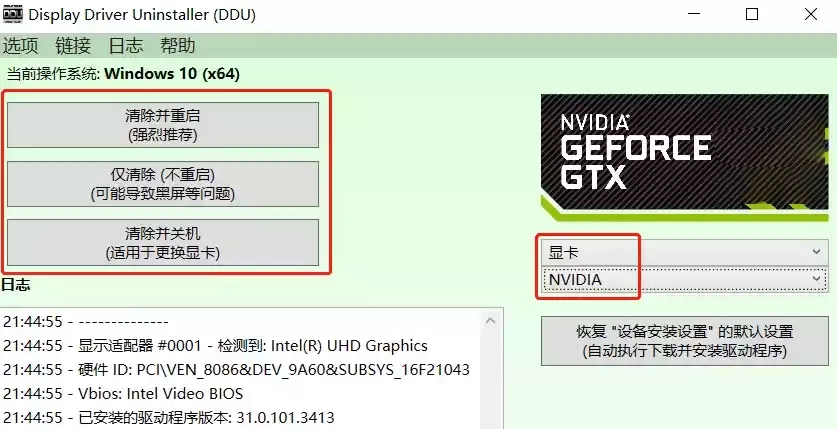 Display Driver Uninstaller (DDU)
选项 链接 日志 帮助
当前操作系统: Windows 10 (x64)
清除并重启
(强烈推荐)
仅清除 (不重启)
(可能导致黑屏等问题)
清除并关机
(适用于更换显卡)
NVIDIA
GEFORCE
GTX
显卡
NVIDIA
恢复 "设备安装设置" 的默认设置
(自动执行下载并安装驱动程序)
日志
21:44:55 - --------------
21:44:55 - 显示适配器 #0001 - 检测到: Intel(R) UHD Graphics
21:44:55 - 硬件 ID: PCI\VEN_8086&DEV_9A60&SUBSYS_16F21043
21:44:55 - Vbios: Intel Video BIOS
21:44:55 - 已安装的驱动程序版本: 31.0.101.3413